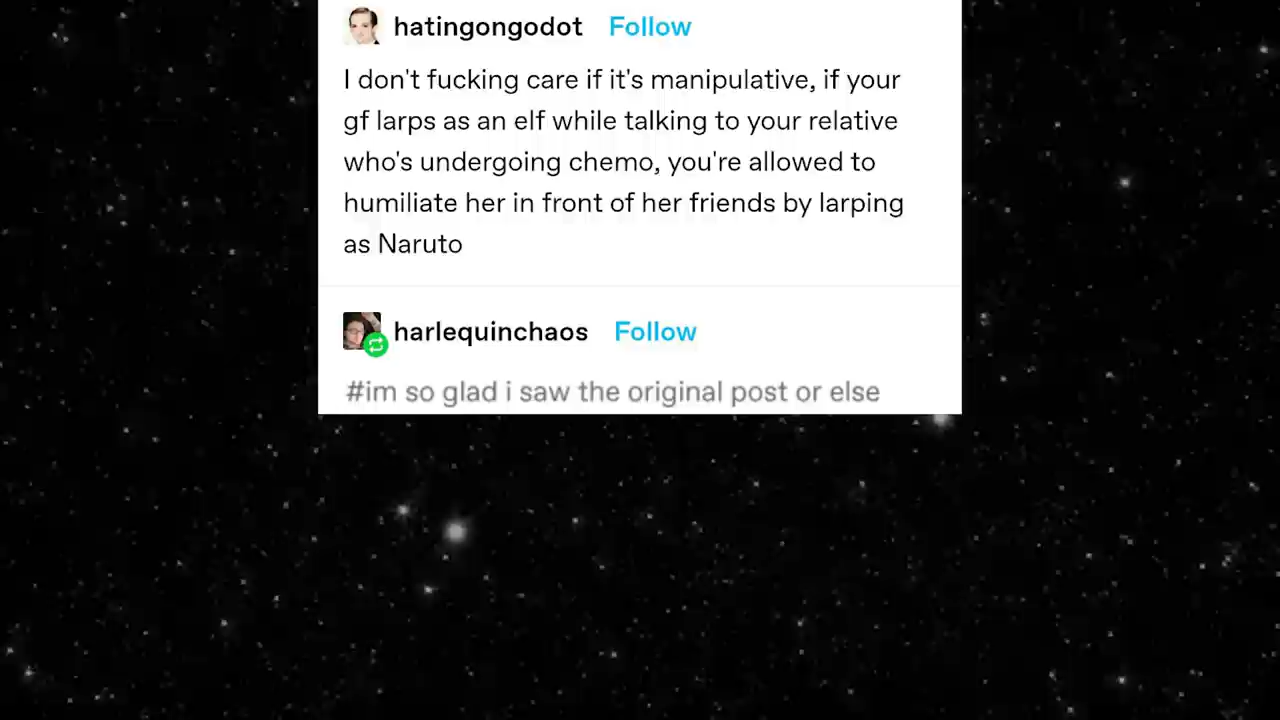 hatingongodot Follow
I don't fucking care if it's manipulative, if your
gf larps as an elf while talking to your relative
who's undergoing chemo, you're allowed to
humiliate her in front of her friends by larping
as Naruto
harlequinchaos Follow
#im so glad i saw the original post or else